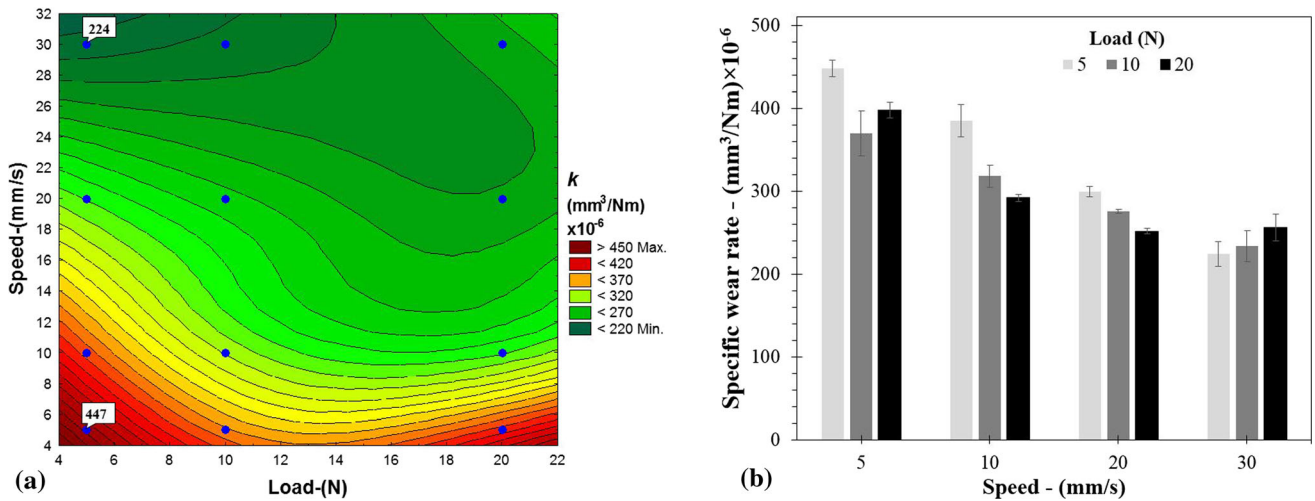 32
30
28
26
24
22
20
18
16
14
12
10
8
6
4
Speed-(mm/s)
224
447
4 6 8 10 12 14 16 18 20 22
Load-(N)
(a)
k
(mm³/Nm)
x10⁻⁶
> 450 Max.
< 420
< 370
< 320
< 270
< 220 Min.
Specific wear rate - (mm³/Nm)×10⁻⁶
500
400
300
200
100
0
Load (N)
5 10 20
5 10 20 30
Speed - (mm/s)
(b)